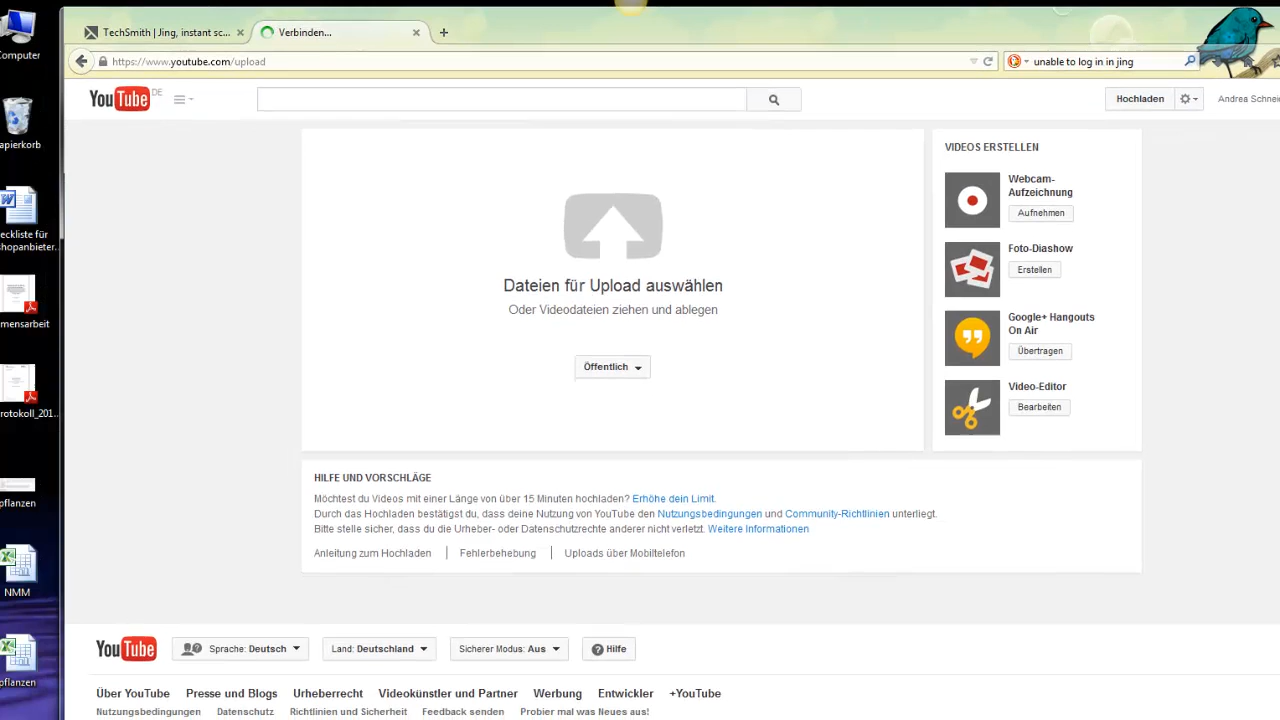 TechSmith | Jing, instant sc...
Verbinden...
https://www.youtube.com/upload
unable to log in in jing
YouTube DE
Hochladen
Andrea Schnei
Computer
apierkorb
eckliste für
shopanbieter...
mensarbeit
rotokoll_201...
pflanzen
NMM
pflanzen
Dateien für Upload auswählen
Oder Videodateien ziehen und ablegen
Öffentlich
VIDEOS ERSTELLEN
Webcam-
Aufzeichnung
Aufnehmen
Foto-Diashow
Erstellen
Google+ Hangouts
On Air
Übertragen
Video-Editor
Bearbeiten
HILFE UND VORSCHLÄGE
Möchtest du Videos mit einer Länge von über 15 Minuten hochladen? Erhöhe dein Limit.
Durch das Hochladen bestätigst du, dass deine Nutzung von YouTube den Nutzungsbedingungen und Community-Richtlinien unterliegt.
Bitte stelle sicher, dass du die Urheber- oder Datenschutzrechte anderer nicht verletzt. Weitere Informationen
Anleitung zum Hochladen
Fehlerbehebung
Uploads über Mobiltelefon
YouTube
Sprache: Deutsch
Land: Deutschland
Sicherer Modus: Aus
Hilfe
Über YouTube Presse und Blogs Urheberrecht Videokünstler und Partner Werbung Entwickler +YouTube
Nutzungsbedingungen Datenschutz Richtlinien und Sicherheit Feedback senden Probier mal was Neues aus!